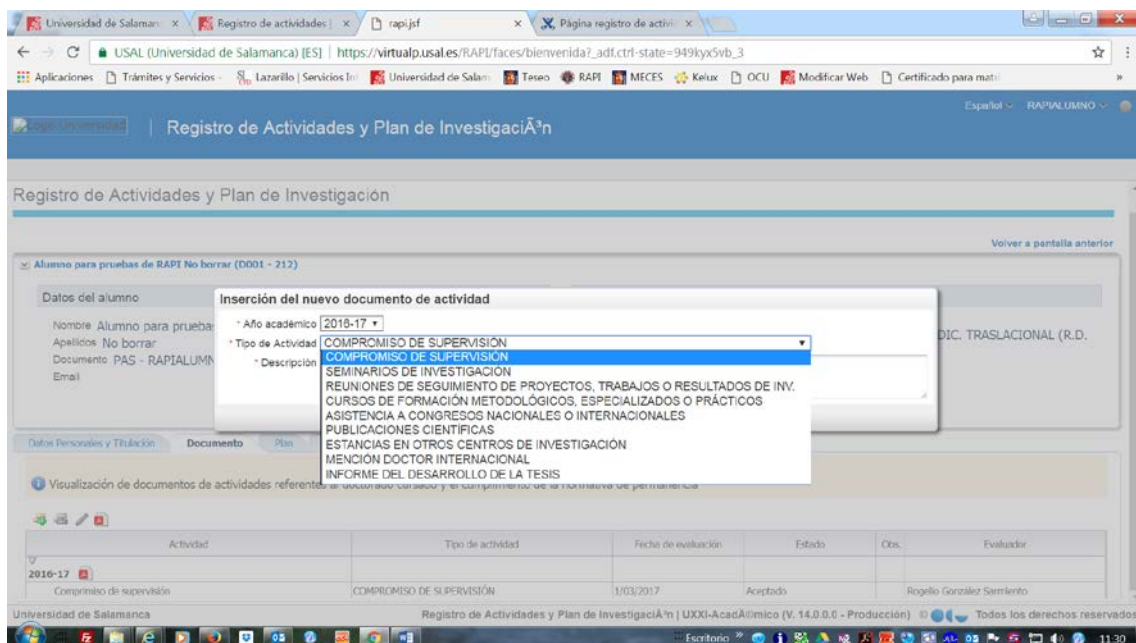 Universidad de Salaman
Registro de actividades |
rapi.jsf
Página registro de activi
USAL (Universidad de Salamanca) [ES] | https://virtualp.usal.es/RAPI/faces/bienvenida?_adf.ctrl-state=949kyx5vb_3
Aplicaciones Trámites y Servicios - Lazarillo | Servicios In Universidad de Salam Teseo RAPI MECES Kelux OCU Modificar Web Certificado para matr »
Español RAPIALUMNO
Logo Universidad | Registro de Actividades y Plan de InvestigaciÃ³n
Registro de Actividades y Plan de Investigación
Volver a pantalla anterior
Alumno para pruebas de RAPI No borrar (D001 - 212)
Datos del alumno
Nombre Alumno para prueba
Apellidos No borrar
Documento PAS - RAPIALUMN
Email
DIC. TRASLACIONAL (R.D.
Inserción del nuevo documento de actividad
* Año académico 2016-17
* Tipo de Actividad COMPROMISO DE SUPERVISIÓN
* Descripción
COMPROMISO DE SUPERVISIÓN
SEMINARIOS DE INVESTIGACIÓN
REUNIONES DE SEGUIMIENTO DE PROYECTOS, TRABAJOS O RESULTADOS DE INV.
CURSOS DE FORMACIÓN METODOLÓGICOS, ESPECIALIZADOS O PRÁCTICOS
ASISTENCIA A CONGRESOS NACIONALES O INTERNACIONALES
PUBLICACIONES CIENTÍFICAS
ESTANCIAS EN OTROS CENTROS DE INVESTIGACIÓN
MENCIÓN DOCTOR INTERNACIONAL
INFORME DEL DESARROLLO DE LA TESIS
Datos Personales y Titulación Documento Plan
Visualización de documentos de actividades referentes al doctorado cursado y el cumplimiento de la normativa de permanencia
Actividad Tipo de actividad Fecha de evaluación Estado Obs. Evaluador
2016-17
Comprimiso de supervisión COMPROMISO DE SUPERVISIÓN 1/03/2017 Aceptado Rogelio González Sarmiento
Universidad de Salamanca Registro de Actividades y Plan de InvestigaciÃ³n | UXXI-AcadÃ©mico (V. 14.0.0.0 - Producción) © Todos los derechos reservados
Escritorio » 11:30